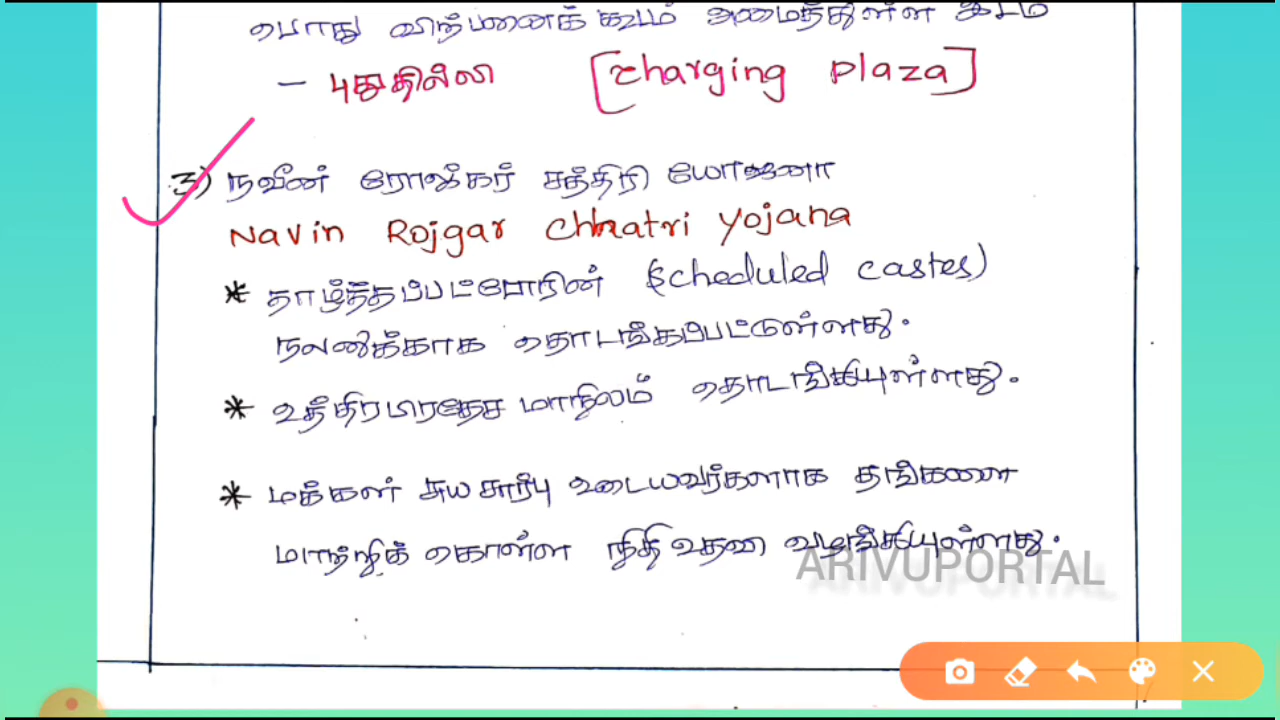 பொது விற்பனைக் கூடம் அமைத்துள்ள இடம்
- புதுதில்லி [charging plaza]
3) நவீன் ரோஜ்கர் சத்திரி யோஜனா
Navin Rojgar Chhatri Yojana
* தாழ்த்தப்பட்டோரின் (Scheduled castes)
நலனுக்காக தொடங்கப்பட்டுள்ளது.
* உத்திரபிரதேச மாநிலம் தொடங்கியுள்ளது.
* மக்கள் சுய சார்பு உடையவர்களாக தங்களை
மாற்றிக் கொள்ள நிதி உதவி வழங்கியுள்ளது.
ARIVUPORTAL